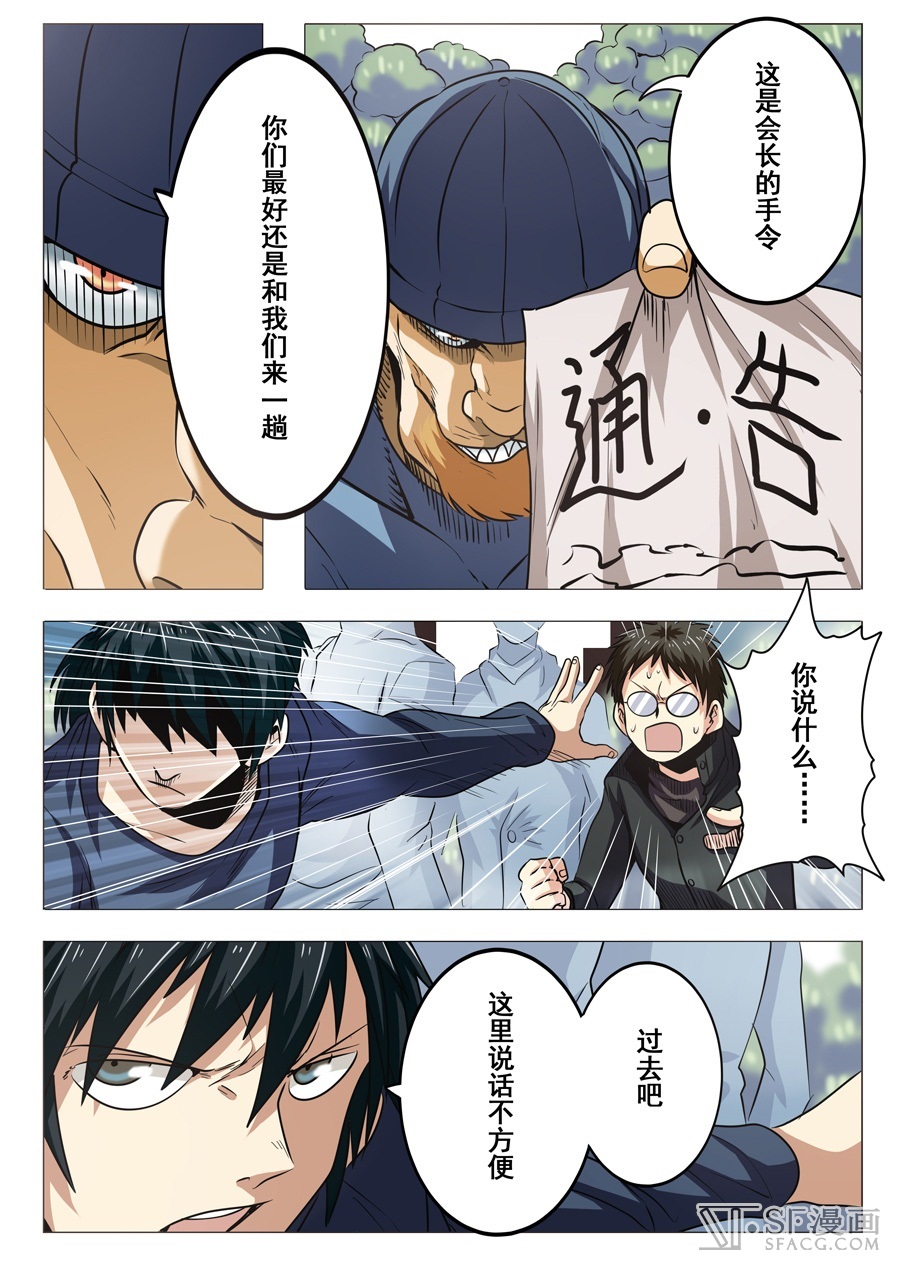 这是会长的手令
通·告
你们最好还是和我们来一趟
你说什么……
过去吧
这里说话不方便
SF漫画
SFACG.COM